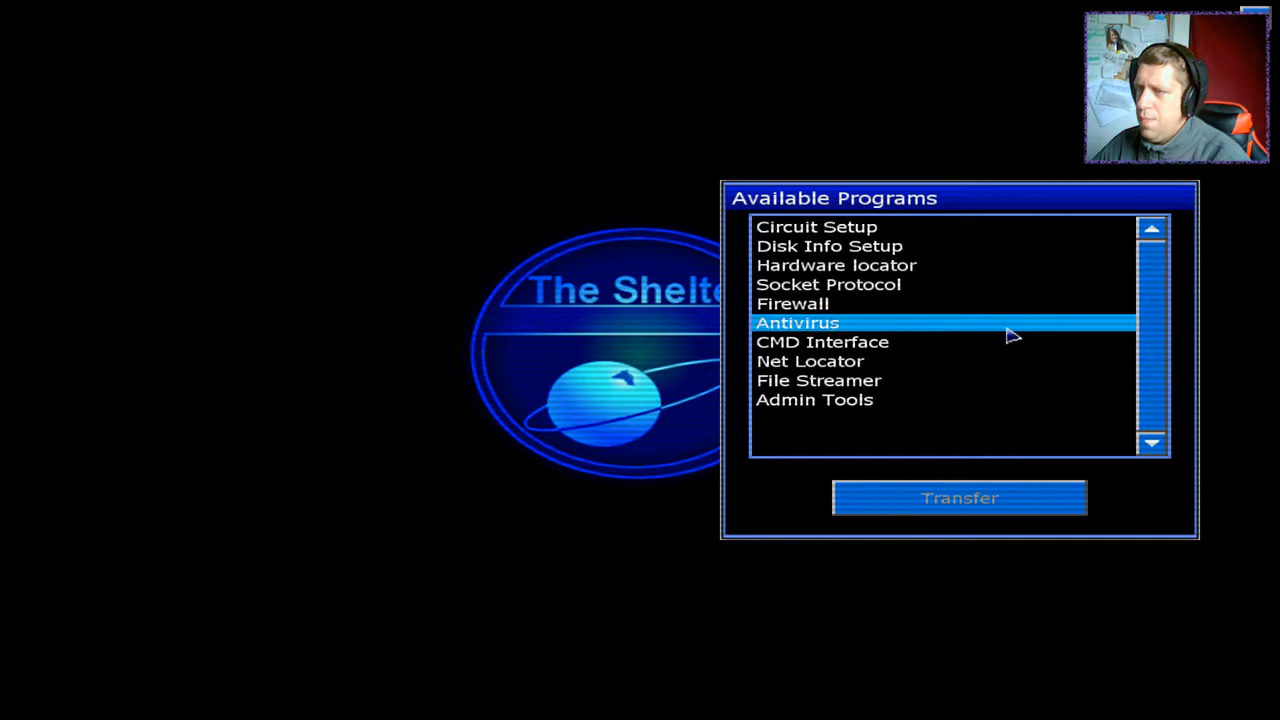 Available Programs
Circuit Setup
Disk Info Setup
Hardware locator
Socket Protocol
Firewall
Antivirus
CMD Interface
Net Locator
File Streamer
Admin Tools
Transfer
The